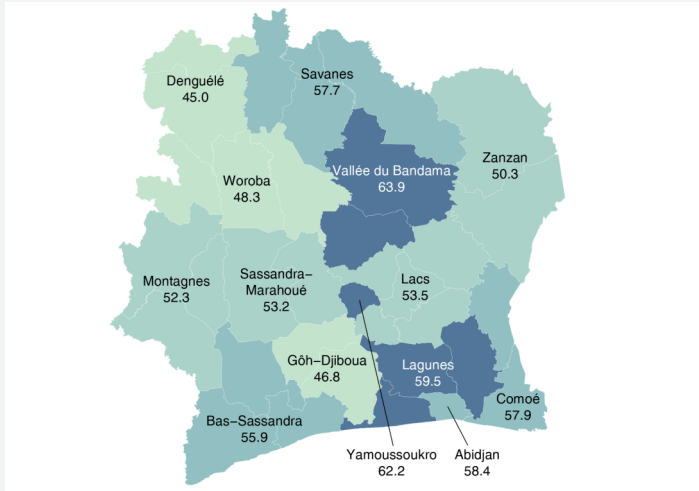 Denguélé
45.0
Savanes
57.7
Zanzan
50.3
Vallée du Bandama
63.9
Woroba
48.3
Montagnes
52.3
Sassandra–
Marahoué
53.2
Lacs
53.5
Gôh–Djiboua
46.8
Lagunes
59.5
Comoé
57.9
Bas–Sassandra
55.9
Yamoussoukro
62.2
Abidjan
58.4